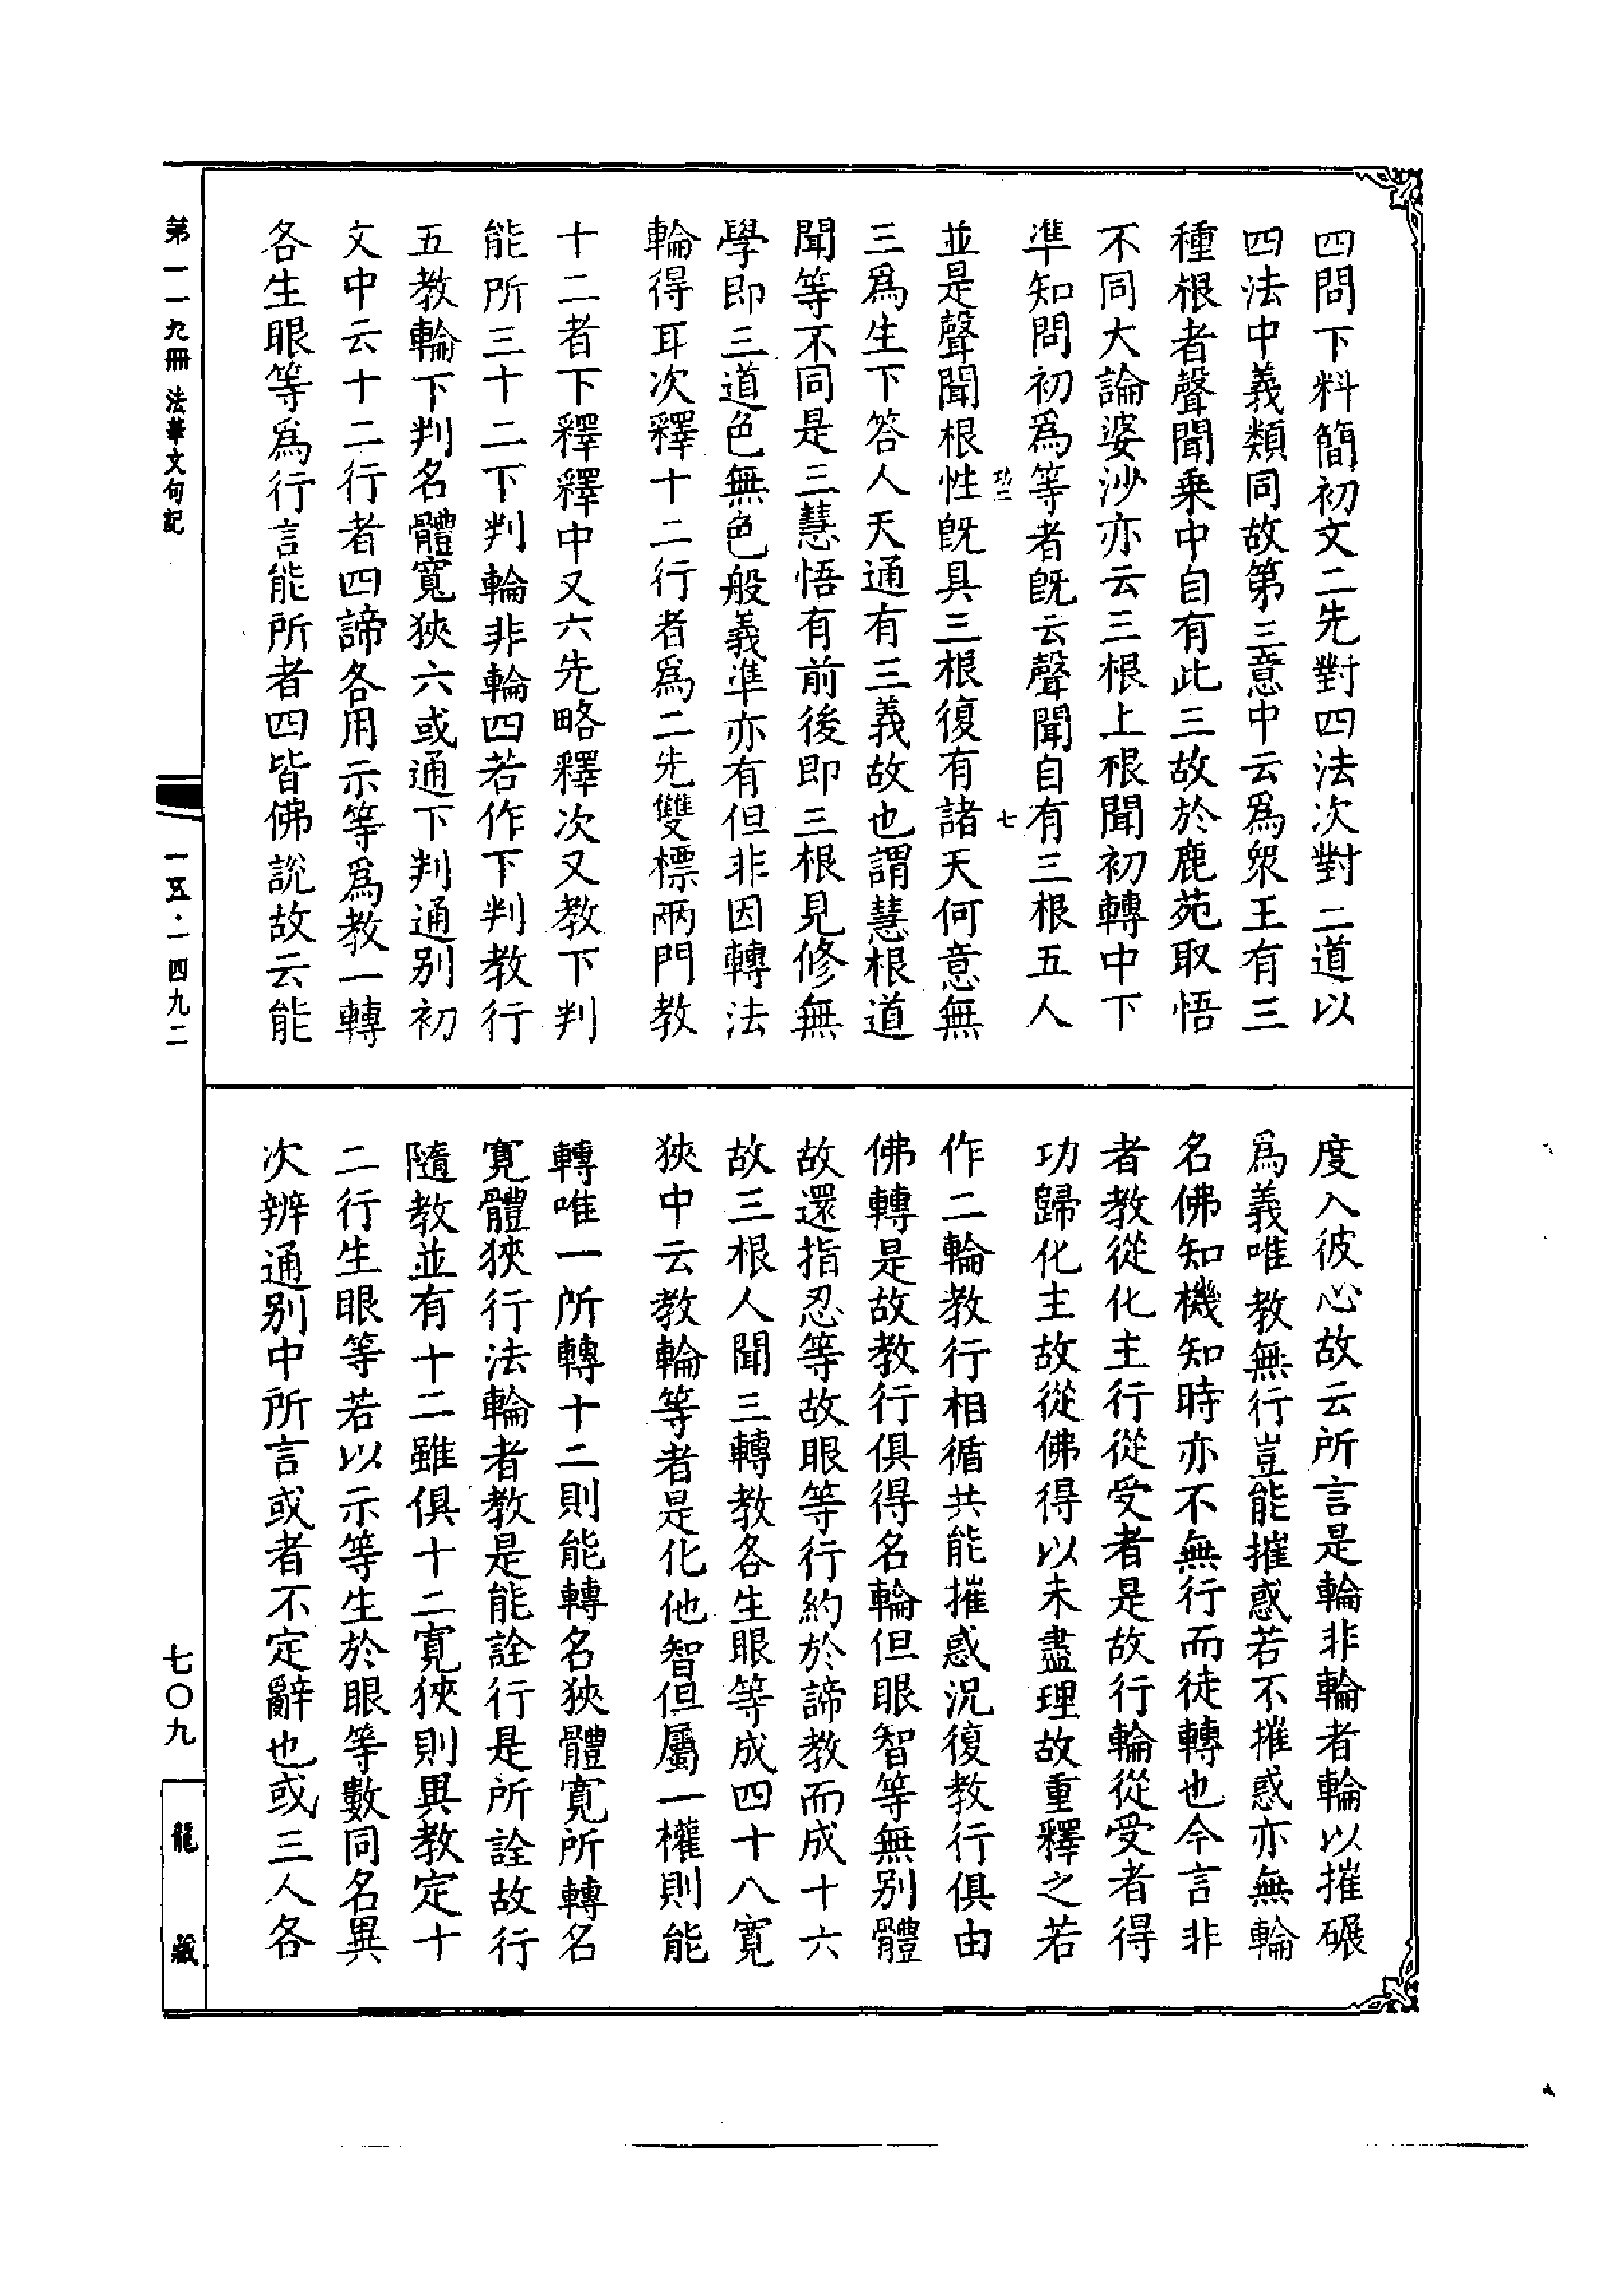 四問下料簡初文二先對四法次對二道以
四法中義類同故第三意中云爲衆王有三
種根者聲聞乗中自有此三故於鹿苑取悟
不同大論婆沙亦云三根上根聞初轉中下
準知問初爲等者旣云聲聞自有三根五人
並是聲聞根性旣具三根復有諸天何意無
三爲生下答人天通有三義故也謂慧根道
聞等不同是三慧悟有前後即三根見修無
學即三道色無色般義準亦有但非因轉法
輪得耳次釋十二行者爲二先雙標兩門教
十二者下釋釋中又六先略釋次又教下判
能所三十二下判輪非輪四若作下判教行
五教輪下判名體寬狹六或通下判通别初
文中云十二行者四諦各用示等爲教一轉
各生眼等爲行言能所者四皆佛說故云能
度入彼心故云所言是輪非輪者輪以摧碾
爲義唯教無行豈能摧惑若不摧惑亦無輪
名佛知機知時亦不無行而徒轉也今言非
者教從化主行從受者是故行輪從受者得
功歸化主故從佛得以未盡理故重釋之若
作二輪教行相循共能摧惑況復教行俱由
佛轉是故教行俱得名輪但眼智等無别體
故還指忍等故眼等行約於諦教而成十六
故三根人聞三轉教各生眼等成四十八寬
狹中云教輪等者是化他智但屬一權則能
轉唯一所轉十二則能轉名狹體寬所轉名
寬體狹行法輪者教是能詮行是所詮故行
隨教並有十二雖俱十二寬狹則異教定十
二行生眼等若以示等生於眼等數同名異
次辨通别中所言或者不定辭也或三人各
第一一九冊 法華文句記
一五·一四九二
七〇九
龍藏
七